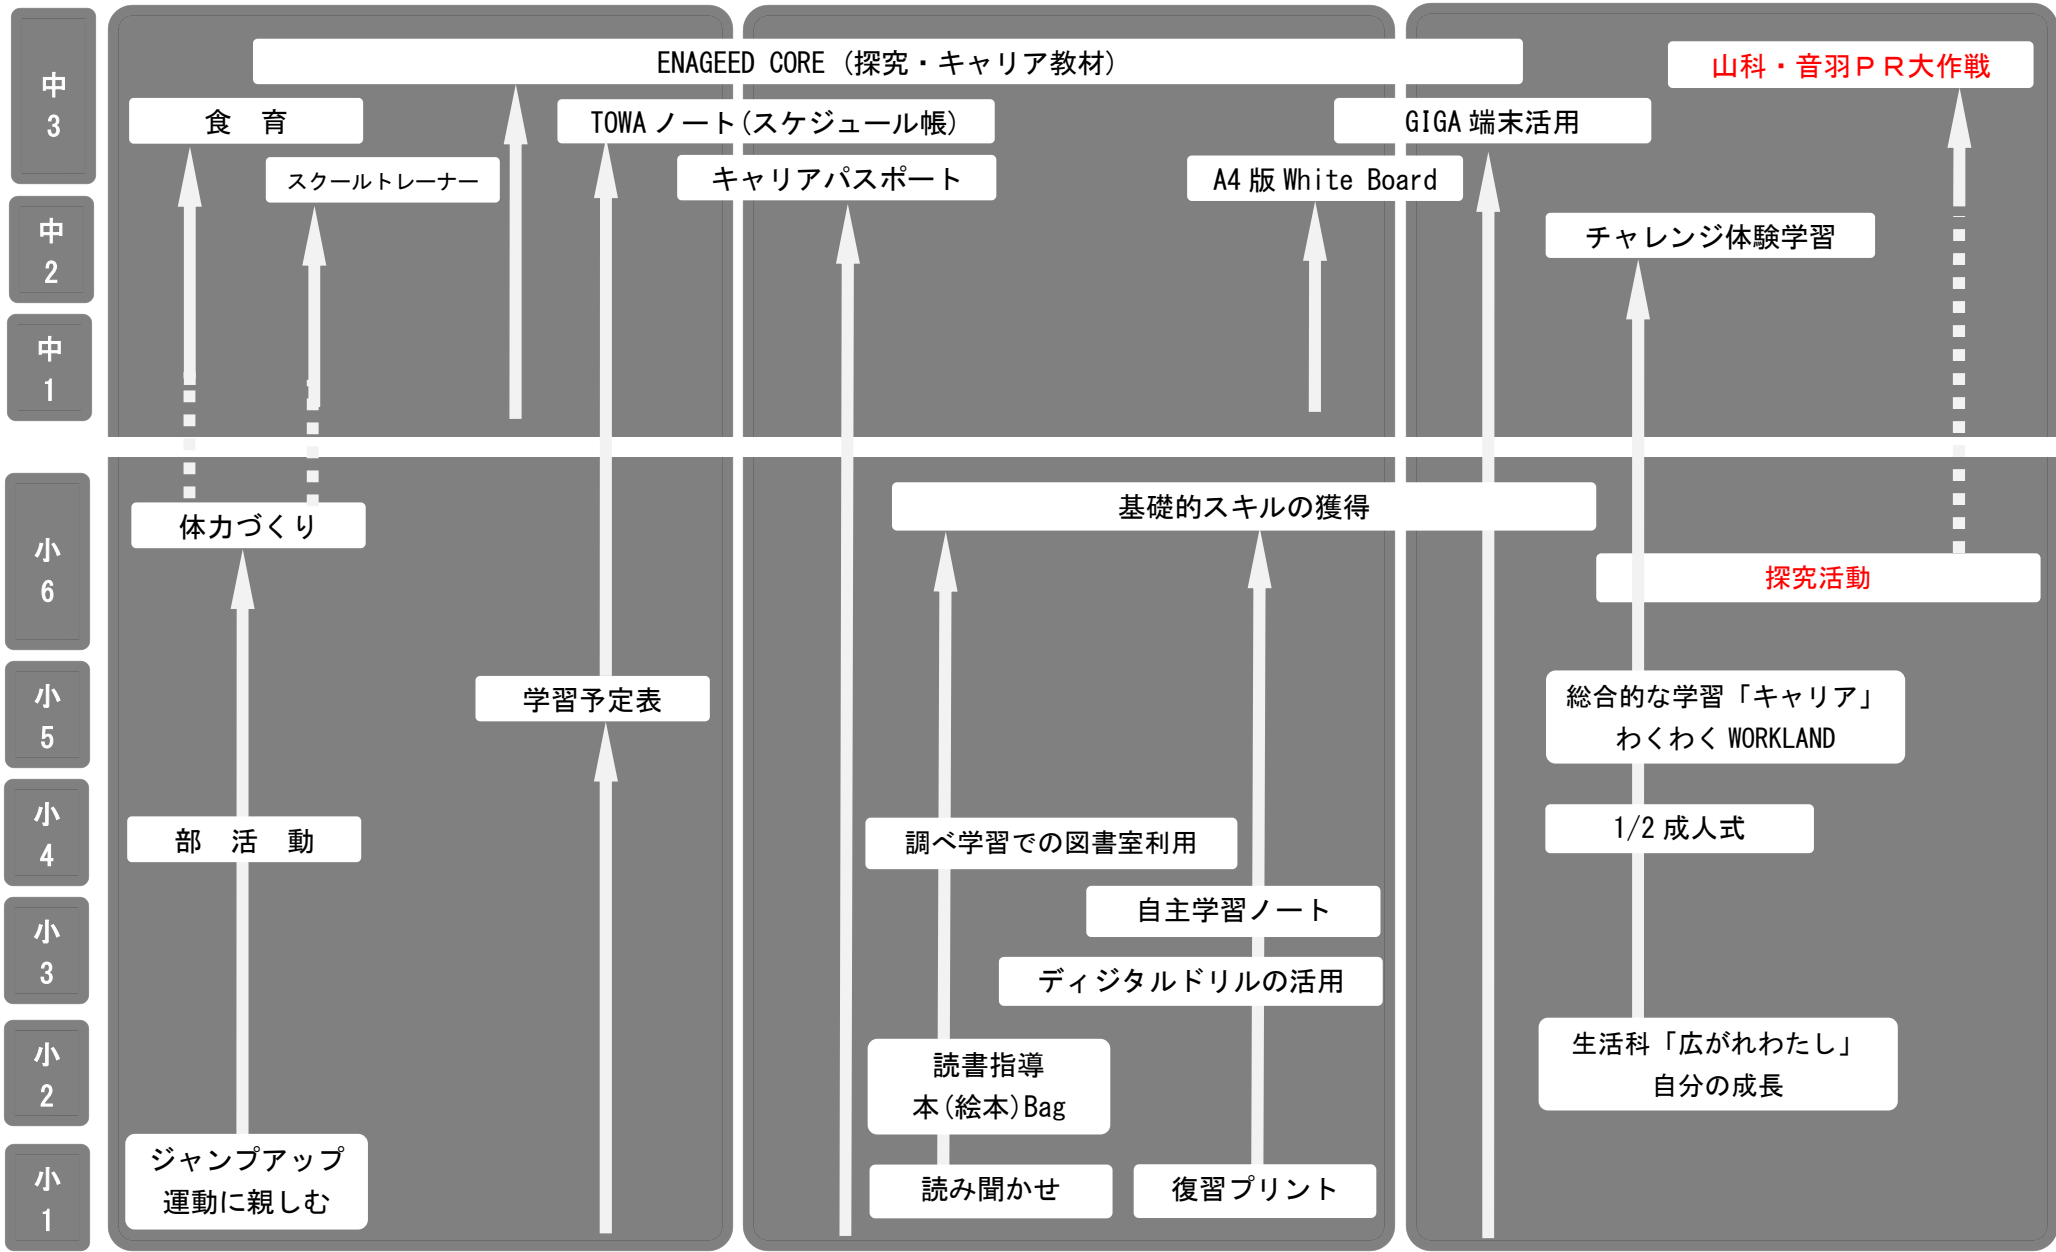 中
3
中
2
中
1
小
6
小
5
小
4
小
3
小
2
小
1
ENAGEED CORE (探究・キャリア教材)
山科・音羽ＰＲ大作戦
食　育
TOWA ノート(スケジュール帳)
GIGA 端末活用
スクールトレーナー
キャリアパスポート
A4 版 White Board
チャレンジ体験学習
体力づくり
基礎的スキルの獲得
探究活動
学習予定表
総合的な学習「キャリア」
わくわく WORKLAND
部　活　動
調べ学習での図書室利用
1/2 成人式
自主学習ノート
ディジタルドリルの活用
読書指導
本(絵本)Bag
生活科「広がれわたし」
自分の成長
ジャンプアップ
運動に親しむ
読み聞かせ
復習プリント